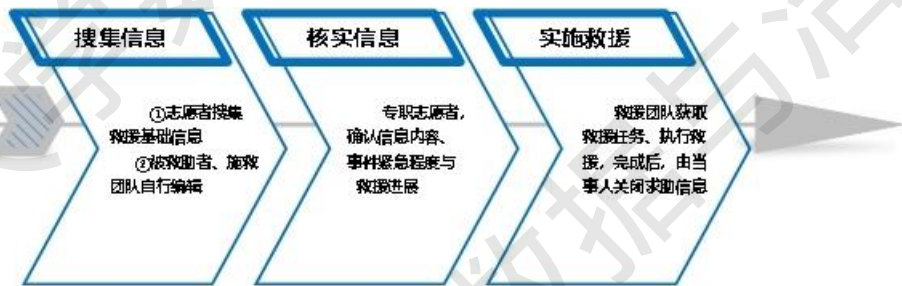 搜集信息
①志愿者搜集
救援基础信息
②被救助者、施救
团队自行编辑
核实信息
专职志愿者，
确认信息内容、
事件紧急程度与
救援进展
实施救援
救援团队获取
救援任务、执行救
援，完成后，由当
事人关闭求助信息